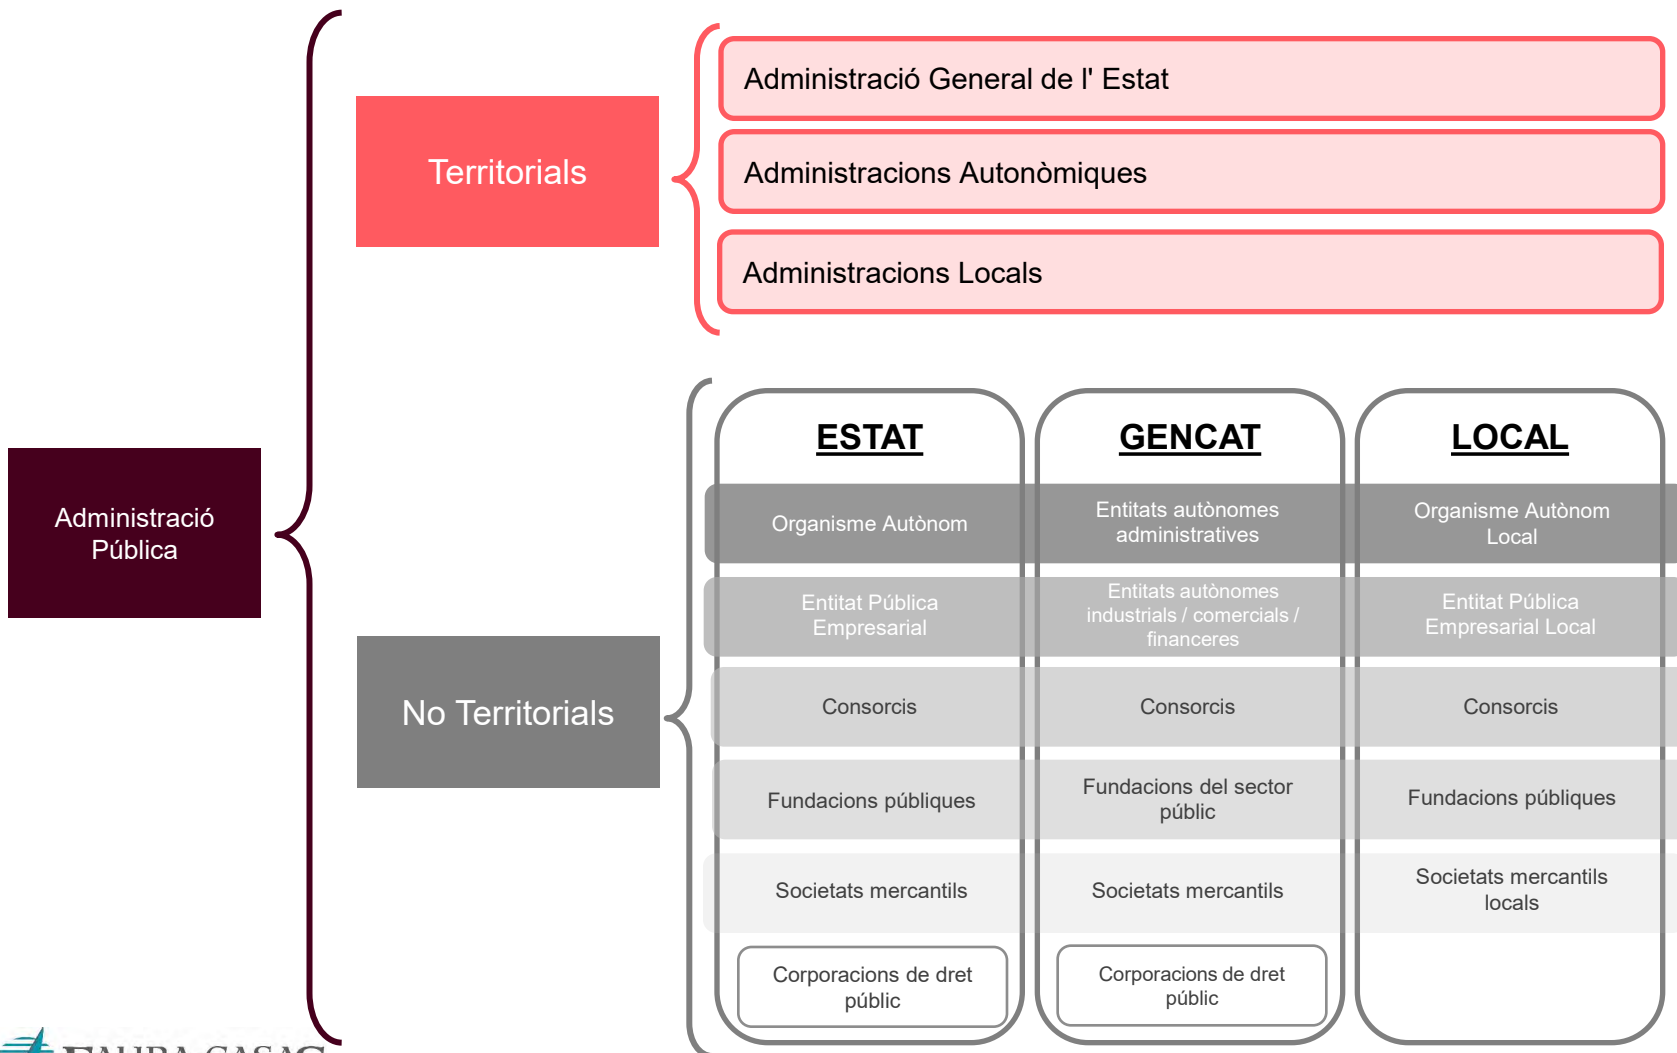 Administració General de l' Estat
Territorials
Administracions Autonòmiques
Administracions Locals
Administració
Pública
No Territorials
ESTAT
GENCAT
LOCAL
Organisme Autònom
Entitats autònomes
administratives
Organisme Autònom
Local
Entitat Pública
Empresarial
Entitats autònomes
industrials / comercials /
financeres
Entitat Pública
Empresarial Local
Consorcis
Consorcis
Consorcis
Fundacions públiques
Fundacions del sector
públic
Fundacions públiques
Societats mercantils
Societats mercantils
Societats mercantils
locals
Corporacions de dret
públic
Corporacions de dret
públic